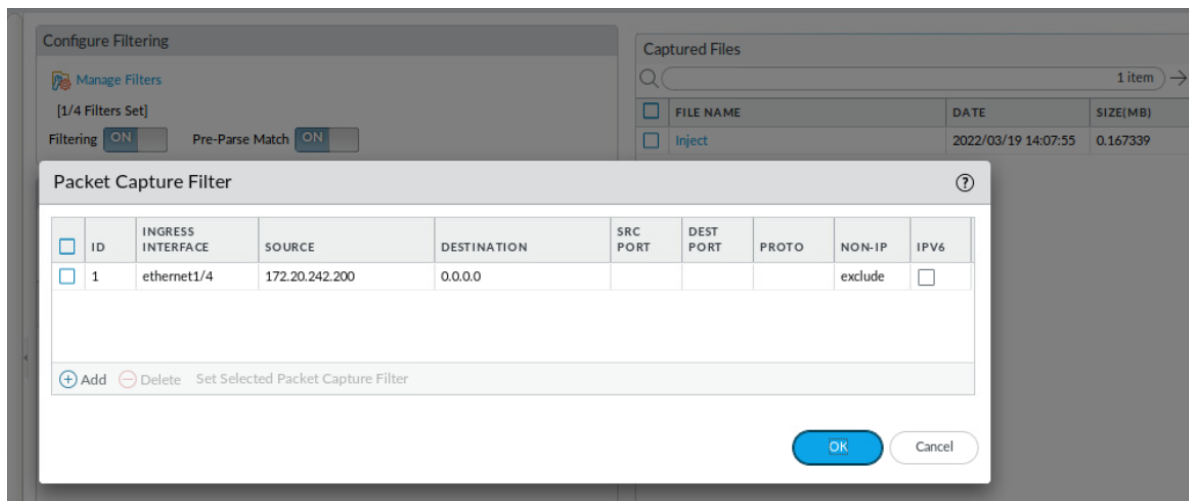 Configure Filtering
Manage Filters
[1/4 Filters Set]
Filtering ON Pre-Parse Match ON
Captured Files
1 item
FILE NAME DATE SIZE(MB)
Inject 2022/03/19 14:07:55 0.167339
Packet Capture Filter
ID INGRESS INTERFACE SOURCE DESTINATION SRC PORT DEST PORT PROTO NON-IP IPV6
1 ethernet1/4 172.20.242.200 0.0.0.0 exclude
Add Delete Set Selected Packet Capture Filter
OK Cancel